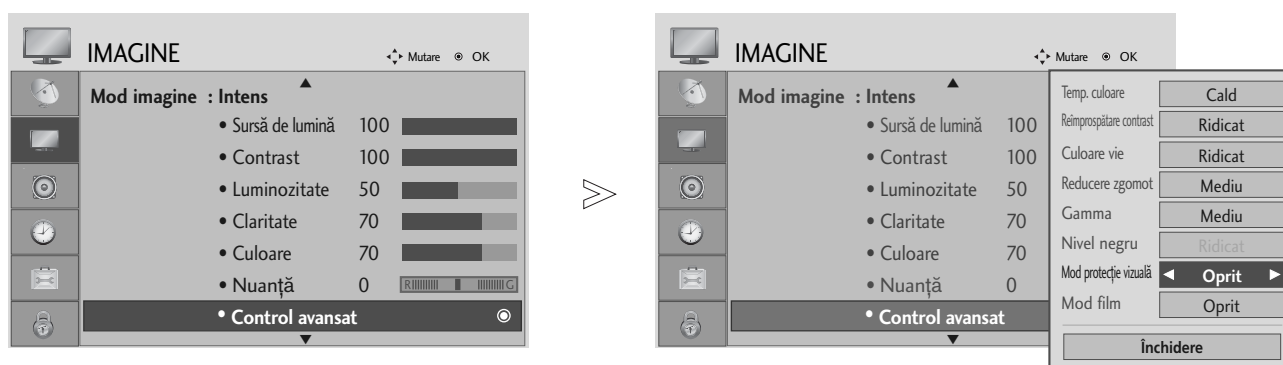 IMAGINE
Mutare OK
Mod imagine : Intens
• Sursă de lumină 100
• Contrast 100
• Luminozitate 50
• Claritate 70
• Culoare 70
• Nuanță 0 R G
• Control avansat
IMAGINE
Mutare OK
Mod imagine : Intens
• Sursă de lumină 100
• Contrast 100
• Luminozitate 50
• Claritate 70
• Culoare 70
• Nuanță 0
• Control avansat
Temp. culoare Cald
Reîmprospătare contrast Ridicat
Culoare vie Ridicat
Reducere zgomot Mediu
Gamma Mediu
Nivel negru Ridicat
Mod protecţie vizuală Oprit
Mod film Oprit
Închidere